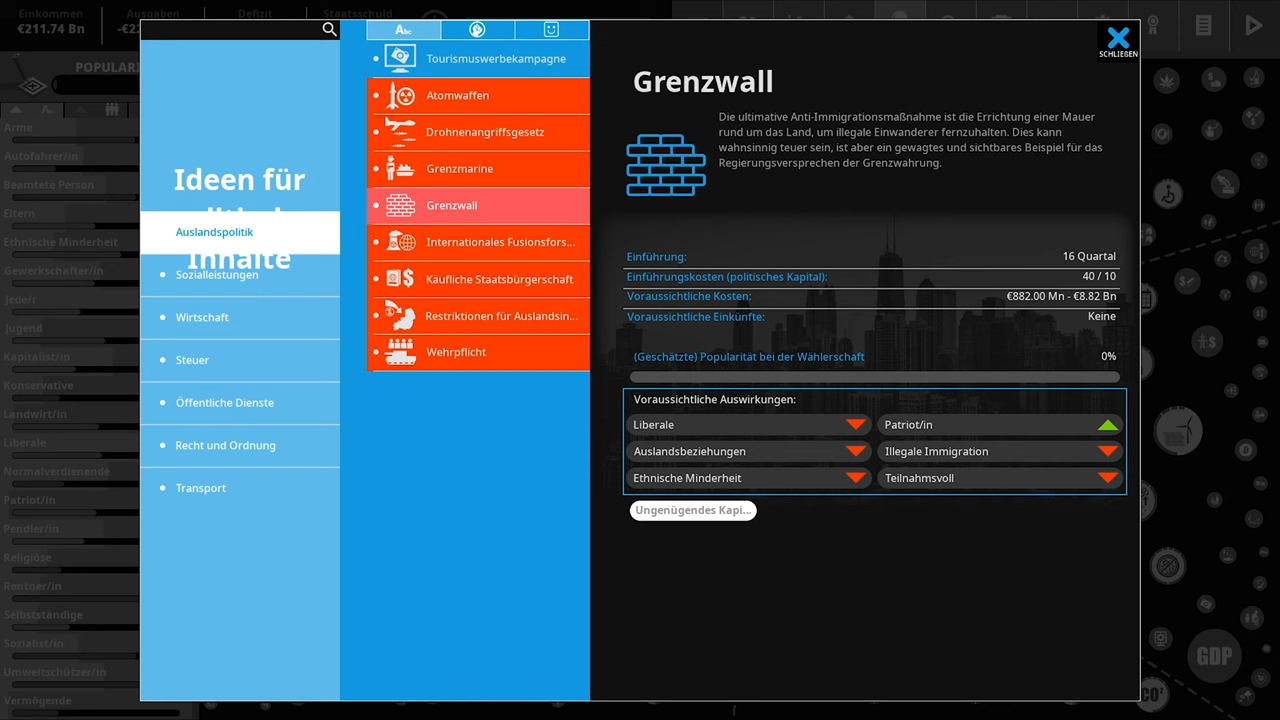 Einkommen
€211.74 Bn
Ausgaben
Defizit
Staatsschuld
POPULARI
Arme
Autofahrer/in
Beamtete Person
Eltern
Ethnische Minderheit
Gewerkschafter/in
Jede/r
Jugend
Kapitalist/in
Konservative
Landwirt/in
Liberale
Normalverdienende
Patriot/in
Pendler/in
Religiöse
Rentner/in
Selbstständige
Sozialist/in
Umweltschützer/in
Vermögende
Ideen für
Inhalte
Auslandspolitik
Sozialleistungen
Wirtschaft
Steuer
Öffentliche Dienste
Recht und Ordnung
Transport
Abc
Tourismuswerbekampagne
Atomwaffen
Drohnenangriffsgesetz
Grenzmarine
Grenzwall
Internationales Fusionsfors...
Käufliche Staatsbürgerschaft
Restriktionen für Auslandsin...
Wehrpflicht
SCHLIEßEN
Grenzwall
Die ultimative Anti-Immigrationsmaßnahme ist die Errichtung einer Mauer
rund um das Land, um illegale Einwanderer fernzuhalten. Dies kann
wahnsinnig teuer sein, ist aber ein gewagtes und sichtbares Beispiel für das
Regierungsversprechen der Grenzwahrung.
Einführung: 16 Quartal
Einführungskosten (politisches Kapital): 40 / 10
Voraussichtliche Kosten: €882.00 Mn - €8.82 Bn
Voraussichtliche Einkünfte: Keine
(Geschätzte) Popularität bei der Wählerschaft 0%
Voraussichtliche Auswirkungen:
Liberale Patriot/in
Auslandsbeziehungen Illegale Immigration
Ethnische Minderheit Teilnahmsvoll
Ungenügendes Kapi...
GDP
CO²